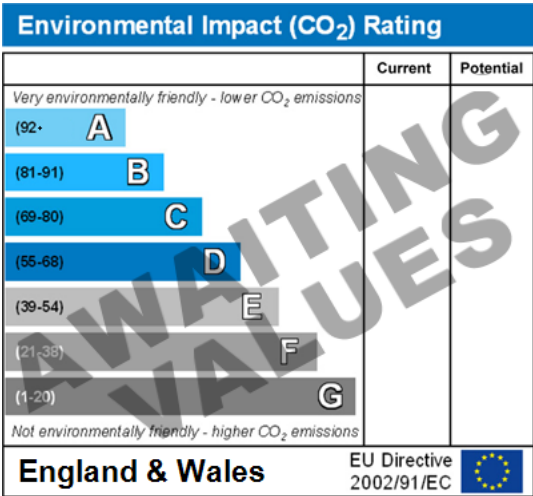 Environmental Impact (CO₂) Rating
Current Potential
Very environmentally friendly - lower CO₂ emissions
(92+ A
(81-91) B
(69-80) C
(55-68) D
(39-54) E
(21-38) F
(1-20) G
AWAITING
VALUES
Not environmentally friendly - higher CO₂ emissions
England & Wales
EU Directive
2002/91/EC